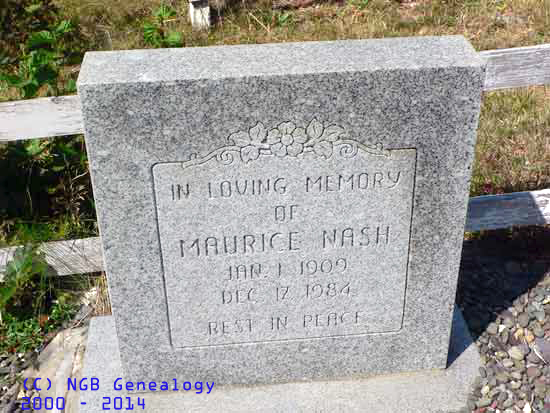 IN LOVING MEMORY
OF
MAURICE NASH
JAN. 1 1909
DEC. 17 1984
REST IN PEACE
(C) NGB Genealogy
2000 - 2014